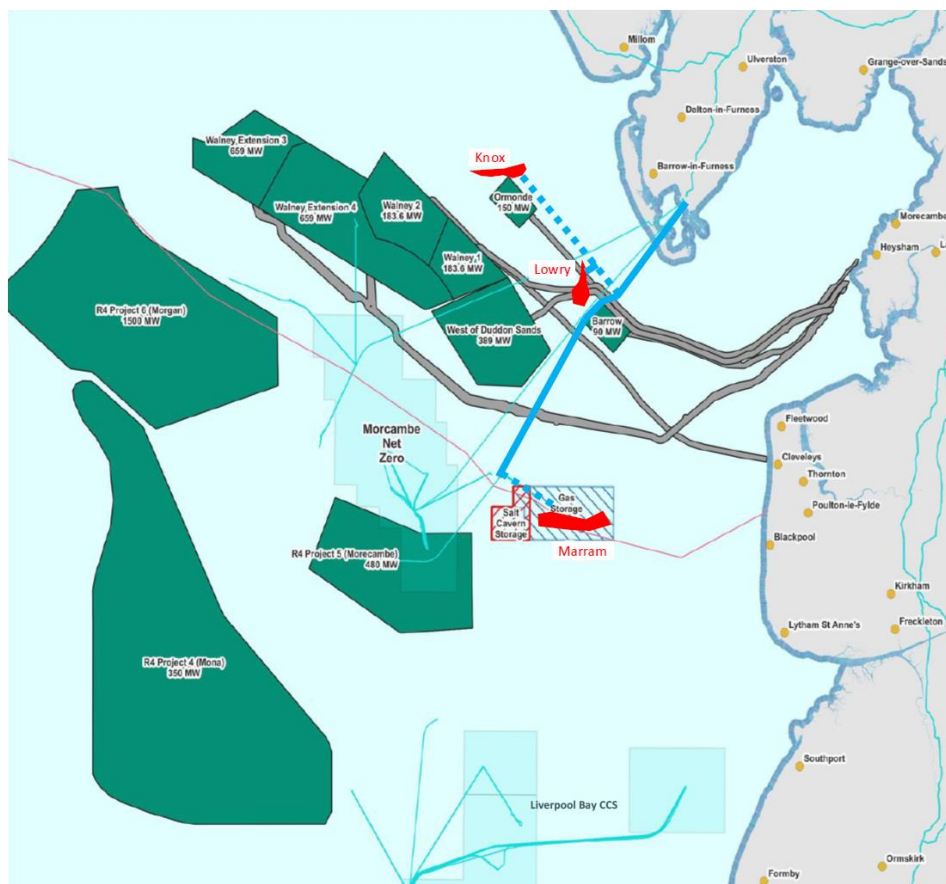 Millom
Ulverston
Grange-over-Sands
Dalton-in-Furness
Barrow-in-Furness
Walney Extension 3
659 MW
Knox
Walney Extension 4
659 MW
Walney 2
183.6 MW
Ormonde
150 MW
Morecambe
Heysham
La
Walney 1
183.6 MW
Lowry
R4 Project 6 (Morgan)
1500 MW
West of Duddon Sands
389 MW
Barrow
90 MW
Fleetwood
Morcambe
Net
Zero
Cleveleys
Thornton
Poulton-le-Fylde
Gas
Storage
Salt
Cavern
Storage
Marram
Blackpool
R4 Project 5 (Morecambe)
480 MW
Kirkham
Freckleton
Lytham St Anne's
R4 Project 4 (Mona)
350 MW
Southport
Liverpool Bay CCS
Ormskirk
Formby